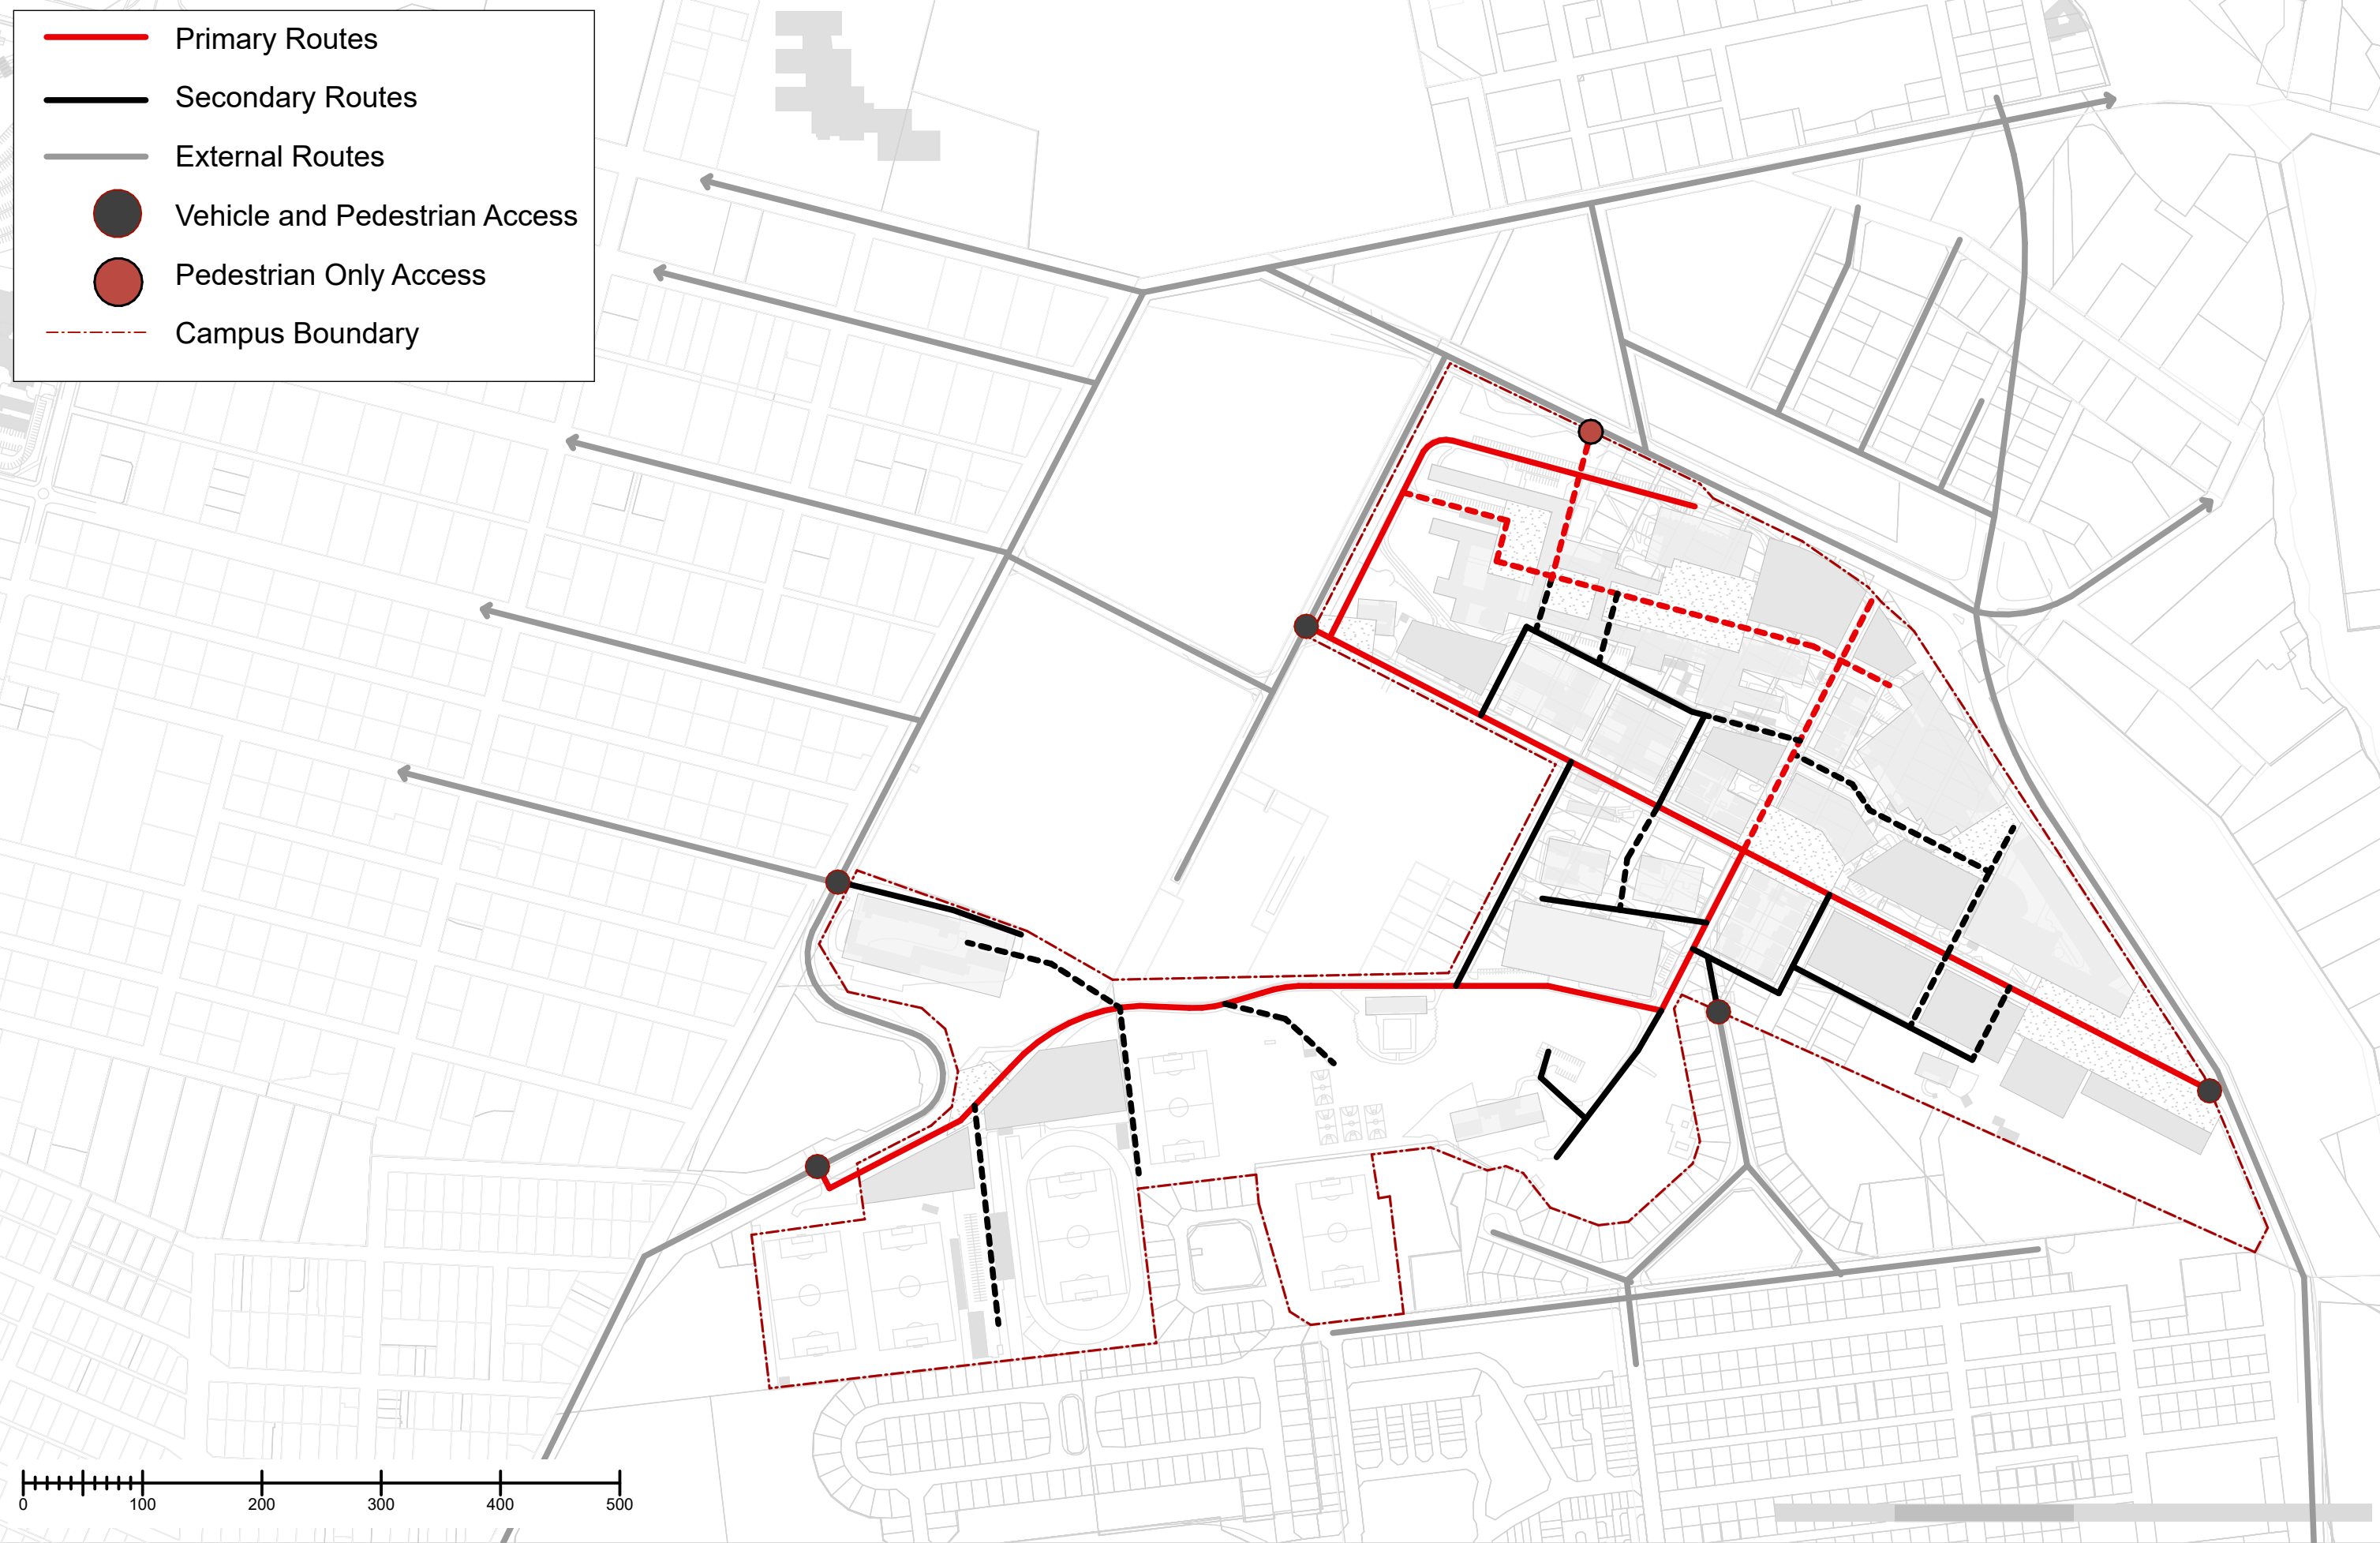 Primary Routes
Secondary Routes
External Routes
Vehicle and Pedestrian Access
Pedestrian Only Access
Campus Boundary
0 100 200 300 400 500